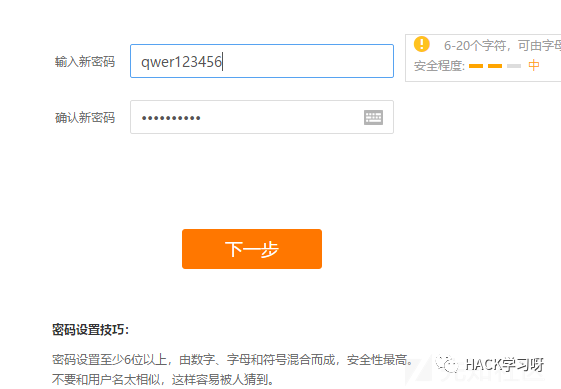 输入新密码
qwer123456
6-20个字符，可由字母
安全程度: 中
确认新密码
••••••••••
下一步
密码设置技巧：
密码设置至少6位以上，由数字、字母和符号混合而成，安全性最高。
不要和用户名太相似，这样容易被人猜到。
HACK学习呀